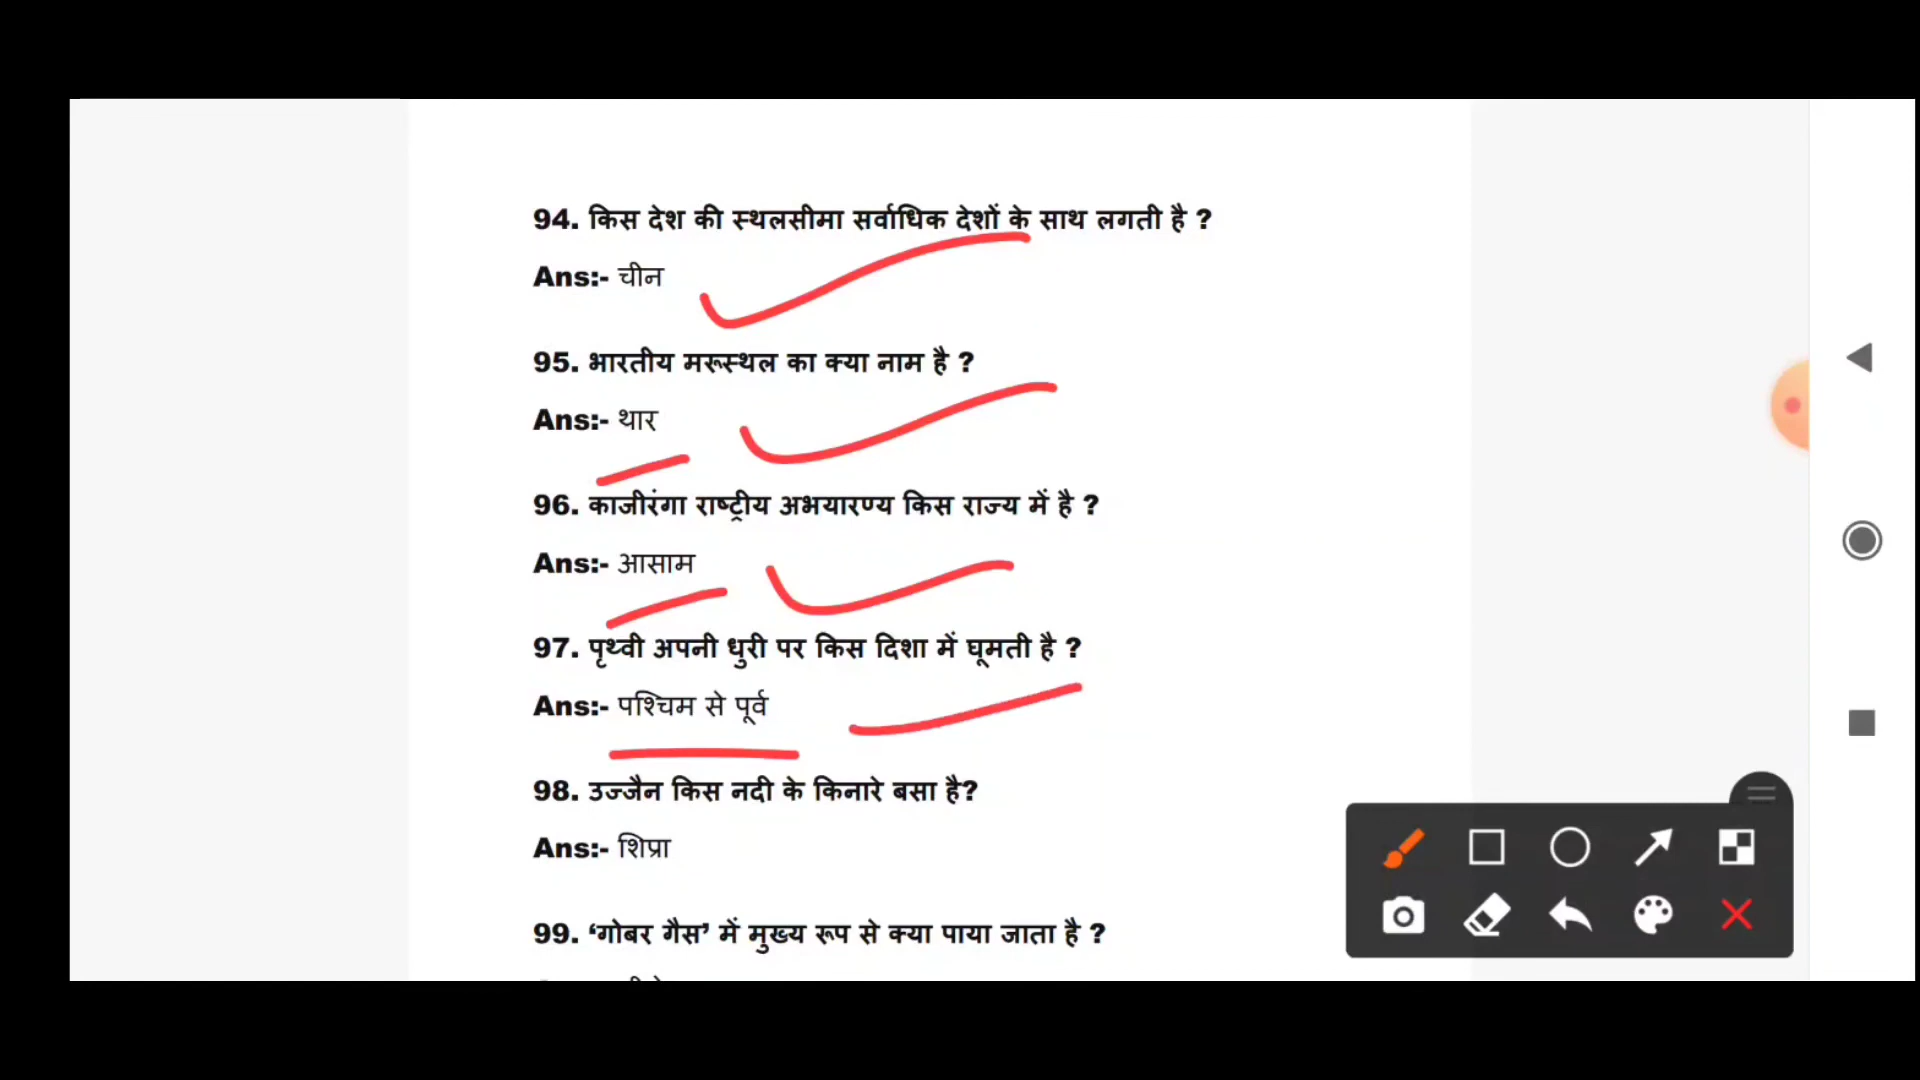 94. किस देश की स्थलसीमा सर्वाधिक देशों के साथ लगती है ?
Ans:- चीन
95. भारतीय मरूस्थल का क्या नाम है ?
Ans:- थार
96. काजीरंगा राष्ट्रीय अभयारण्य किस राज्य में है ?
Ans:- आसाम
97. पृथ्वी अपनी धुरी पर किस दिशा में घूमती है ?
Ans:- पश्चिम से पूर्व
98. उज्जैन किस नदी के किनारे बसा है?
Ans:- शिप्रा
99. ‘गोबर गैस’ में मुख्य रूप से क्या पाया जाता है ?